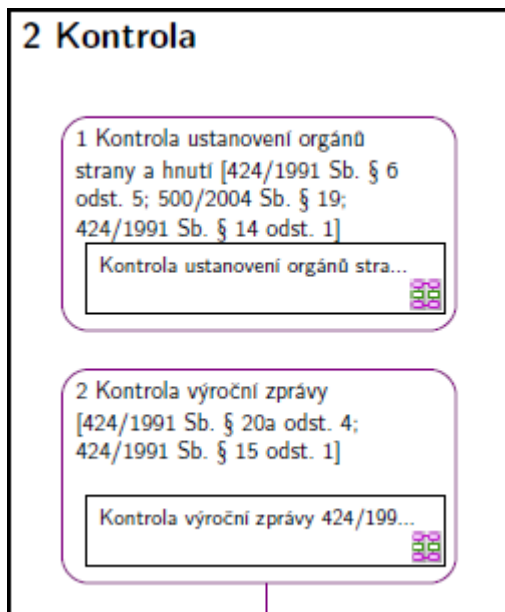 2 Kontrola
1 Kontrola ustanovení orgánů
strany a hnutí [424/1991 Sb. § 6
odst. 5; 500/2004 Sb. § 19;
424/1991 Sb. § 14 odst. 1]
Kontrola ustanovení orgánů stra...
2 Kontrola výroční zprávy
[424/1991 Sb. § 20a odst. 4;
424/1991 Sb. § 15 odst. 1]
Kontrola výroční zprávy 424/199...